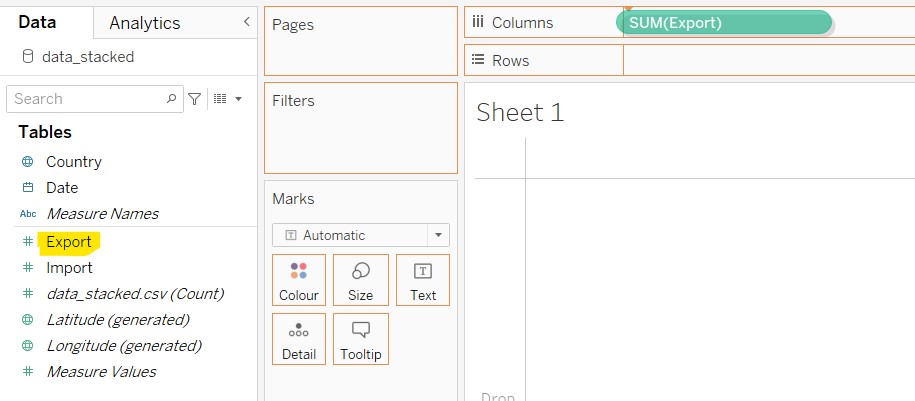 Data
Analytics
data_stacked
Search
Tables
Country
Date
Abc Measure Names
Export
Import
data_stacked.csv (Count)
Latitude (generated)
Longitude (generated)
Measure Values
Pages
Filters
Marks
T Automatic
Colour
Size
T Text
Detail
Tooltip
Columns
SUM(Export)
Rows
Sheet 1
Drop